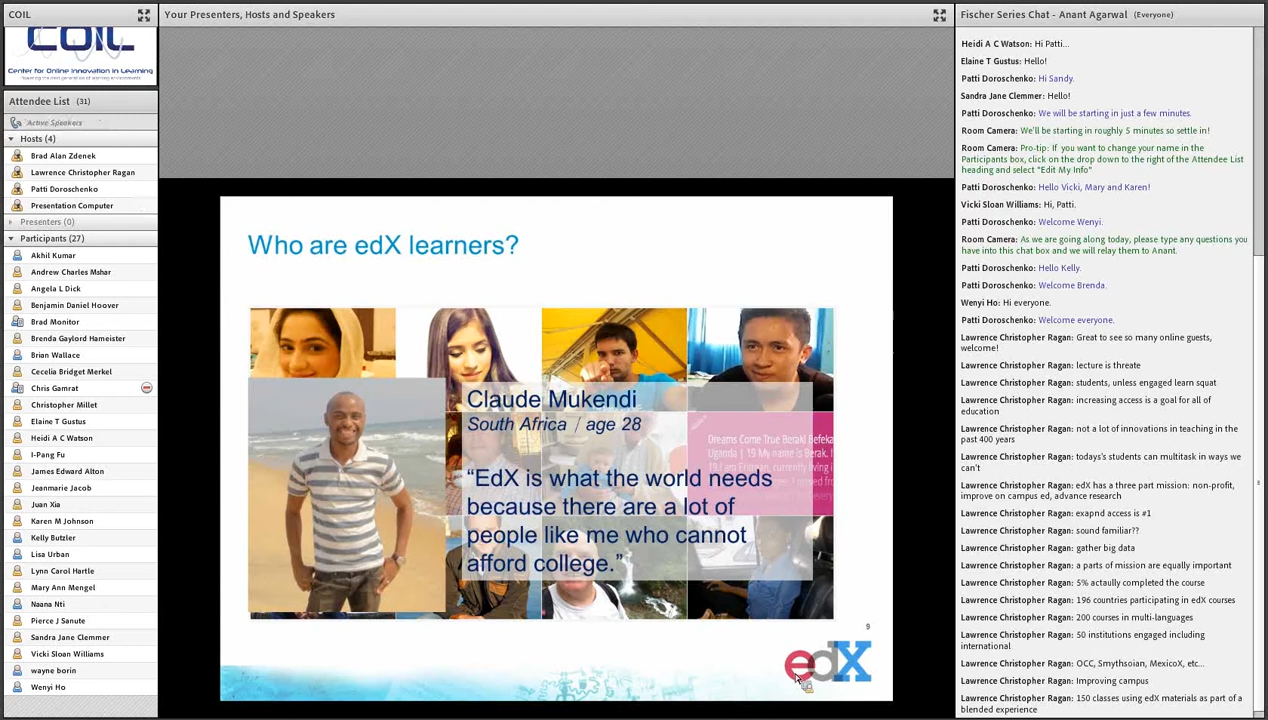 COIL
Your Presenters, Hosts and Speakers
Fischer Series Chat - Anant Agarwal (Everyone)
COIL
Center for Online Innovation in Learning
Attendee List (31)
Active Speakers
Hosts (4)
Brad Alan Zdenek
Lawrence Christopher Ragan
Patti Doroschenko
Presentation Computer
Presenters (0)
Participants (27)
Akhil Kumar
Andrew Charles Mshar
Angela L Dick
Benjamin Daniel Hoover
Brad Monitor
Brenda Gaylord Hameister
Brian Wallace
Cecelia Bridget Merkel
Chris Gamrat
Christopher Millet
Elaine T Gustus
Heidi A C Watson
I-Pang Fu
James Edward Alton
Jeanmarie Jacob
Juan Xia
Karen M Johnson
Kelly Butzler
Lisa Urban
Lynn Carol Hartle
Mary Ann Mengel
Naana Nti
Pierce J Sanute
Sandra Jane Clemmer
Vicki Sloan Williams
wayne borin
Wenyi Ho
Who are edX learners?
Claude Mukendi
South Africa / age 28
“EdX is what the world needs
because there are a lot of
people like me who cannot
afford college.”
Dreams Come True Beraki Befeka
Uganda | 19 My name is Berak.
9
edX
Heidi A C Watson: Hi Patti...
Elaine T Gustus: Hello!
Patti Doroschenko: Hi Sandy.
Sandra Jane Clemmer: Hello!
Patti Doroschenko: We will be starting in just a few minutes.
Room Camera: We'll be starting in roughly 5 minutes so settle in!
Room Camera: Pro-tip: If you want to change your name in the
Participants box, click on the drop down to the right of the Attendee List
heading and select "Edit My Info"
Patti Doroschenko: Hello Vicki, Mary and Karen!
Vicki Sloan Williams: Hi, Patti.
Patti Doroschenko: Welcome Wenyi.
Room Camera: As we are going along today, please type any questions you
have into this chat box and we will relay them to Anant.
Patti Doroschenko: Hello Kelly.
Patti Doroschenko: Welcome Brenda.
Wenyi Ho: Hi everyone.
Patti Doroschenko: Welcome everyone.
Lawrence Christopher Ragan: Great to see so many online guests,
welcome!
Lawrence Christopher Ragan: lecture is threate
Lawrence Christopher Ragan: students, unless engaged learn squat
Lawrence Christopher Ragan: increasing access is a goal for all of
education
Lawrence Christopher Ragan: not a lot of innovations in teaching in the
past 400 years
Lawrence Christopher Ragan: todays's students can multitask in ways we
can't
Lawrence Christopher Ragan: edX has a three part mission: non-profit,
improve on campus ed, advance research
Lawrence Christopher Ragan: exapnd access is #1
Lawrence Christopher Ragan: sound familiar??
Lawrence Christopher Ragan: gather big data
Lawrence Christopher Ragan: a parts of mission are equally important
Lawrence Christopher Ragan: 5% actaully completed the course
Lawrence Christopher Ragan: 196 countries participating in edX courses
Lawrence Christopher Ragan: 200 courses in multi-languages
Lawrence Christopher Ragan: 50 institutions engaged including
international
Lawrence Christopher Ragan: OCC, Smythsoian, MexicoX, etc...
Lawrence Christopher Ragan: Improving campus
Lawrence Christopher Ragan: 150 classes using edX materials as part of a
blended experience